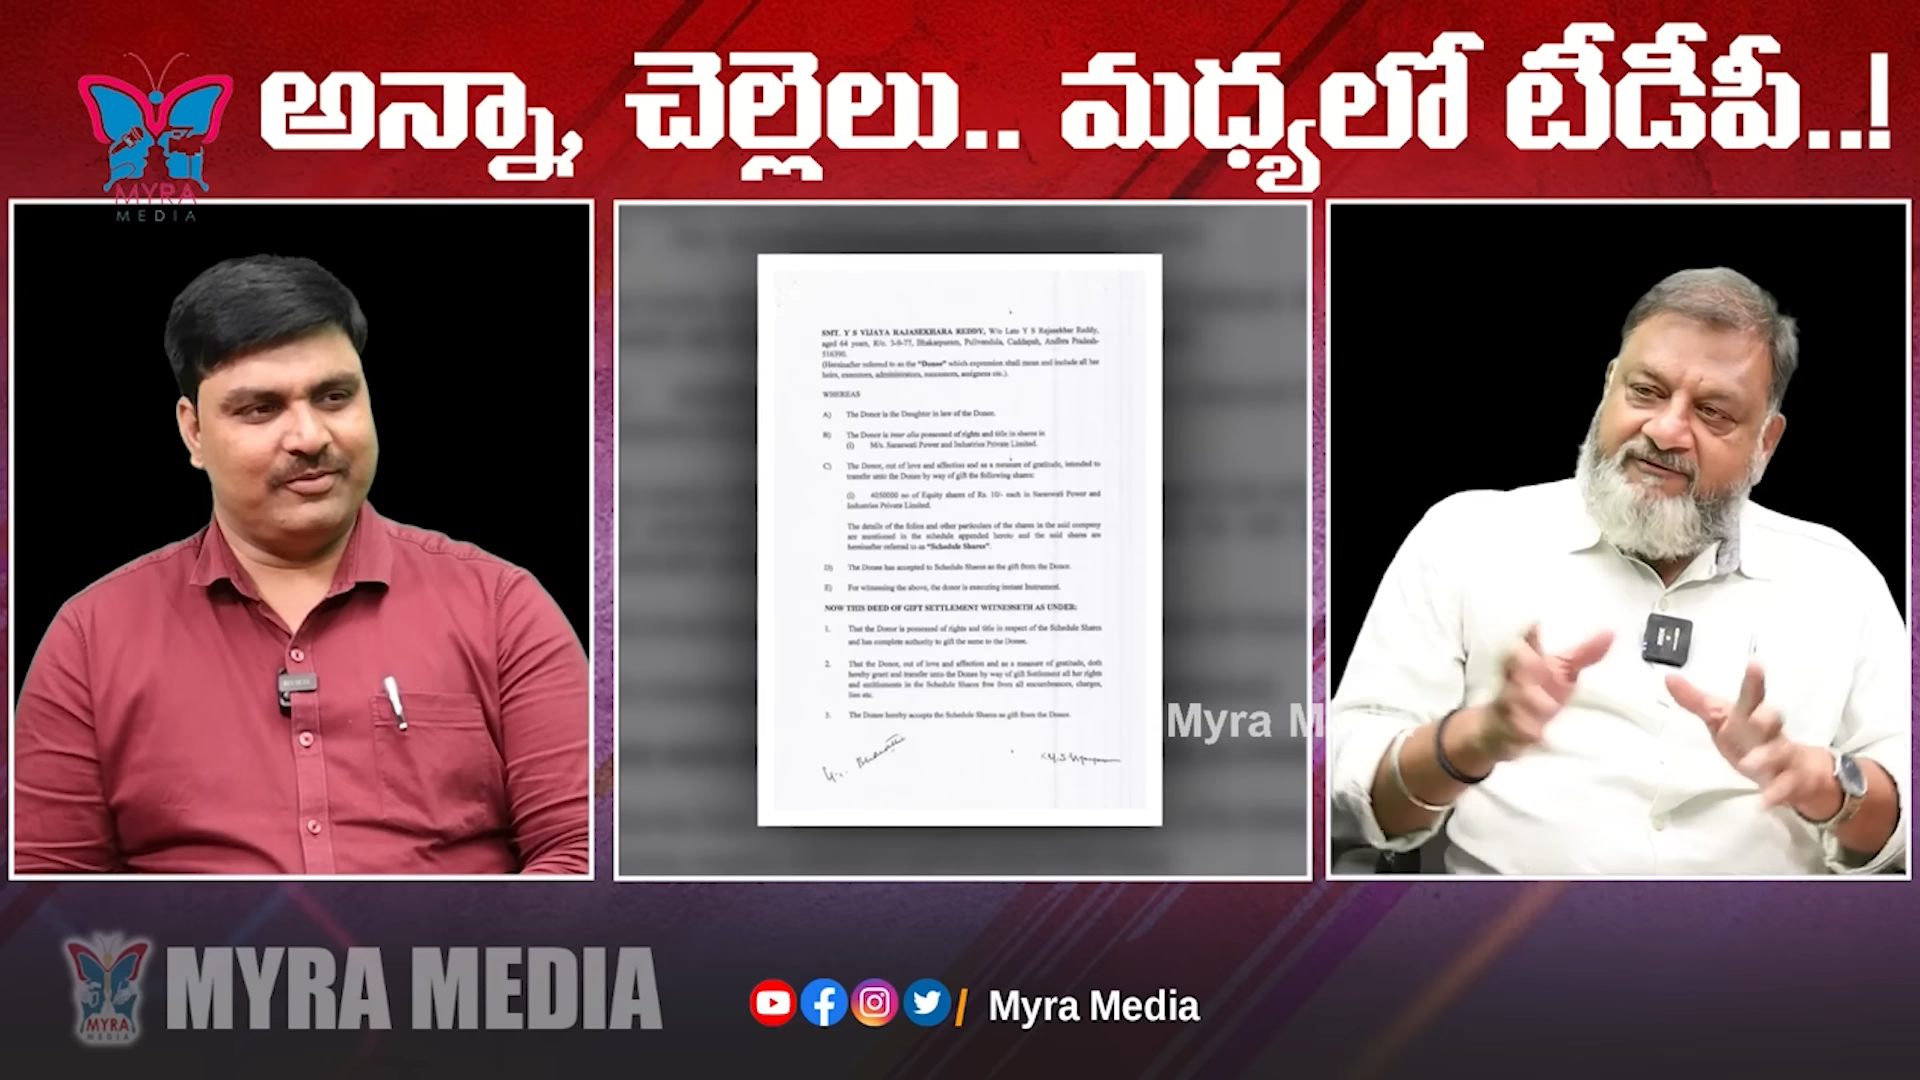 అన్నా, చెల్లెలు.. మధ్యలో టీడీపీ..!
MYRA
MEDIA
SMT. Y S VIJAYA RAJASEKHARA REDDY, W/o Late Y S Rajasekhar Reddy,
aged 64 years, R/o. 3-9-77, Bhakarapuram, Pulivendula, Cuddapah, Andhra Pradesh-
516390.
(Hereinafter referred to as the "Donee" which expression shall mean and include all her
heirs, executors, administrators, successors, assignees etc.).
WHEREAS
A) The Donor is the Daughter in law of the Donee.
B) The Donor is inter alia possessed of rights and title in shares in
(i) M/s. Saraswati Power and Industries Private Limited.
C) The Donor, out of love and affection and as a measure of gratitude, intended to
transfer unto the Donee by way of gift the following shares:
(i) 4050000 no of Equity shares of Rs. 10/- each in Saraswati Power and
Industries Private Limited.
The details of the folios and other particulars of the shares in the said company
are mentioned in the schedule appended hereto and the said shares are
hereinafter referred to as "Schedule Shares".
D) The Donee has accepted to Schedule Shares as the gift from the Donor.
E) For witnessing the above, the donor is executing instant Instrument.
NOW THIS DEED OF GIFT SETTLEMENT WITNESSETH AS UNDER:
1. That the Donor is possessed of rights and title in respect of the Schedule Shares
and has complete authority to gift the same to the Donee.
2. That the Donor, out of love and affection and as a measure of gratitude, doth
hereby grant and transfer unto the Donee by way of gift Settlement all her rights
and entitlements in the Schedule Shares free from all encumbrances, charges,
lien etc.
3. The Donee hereby accepts the Schedule Shares as gift from the Donor.
Myra M
MYRA
MEDIA
MYRA MEDIA
/ Myra Media